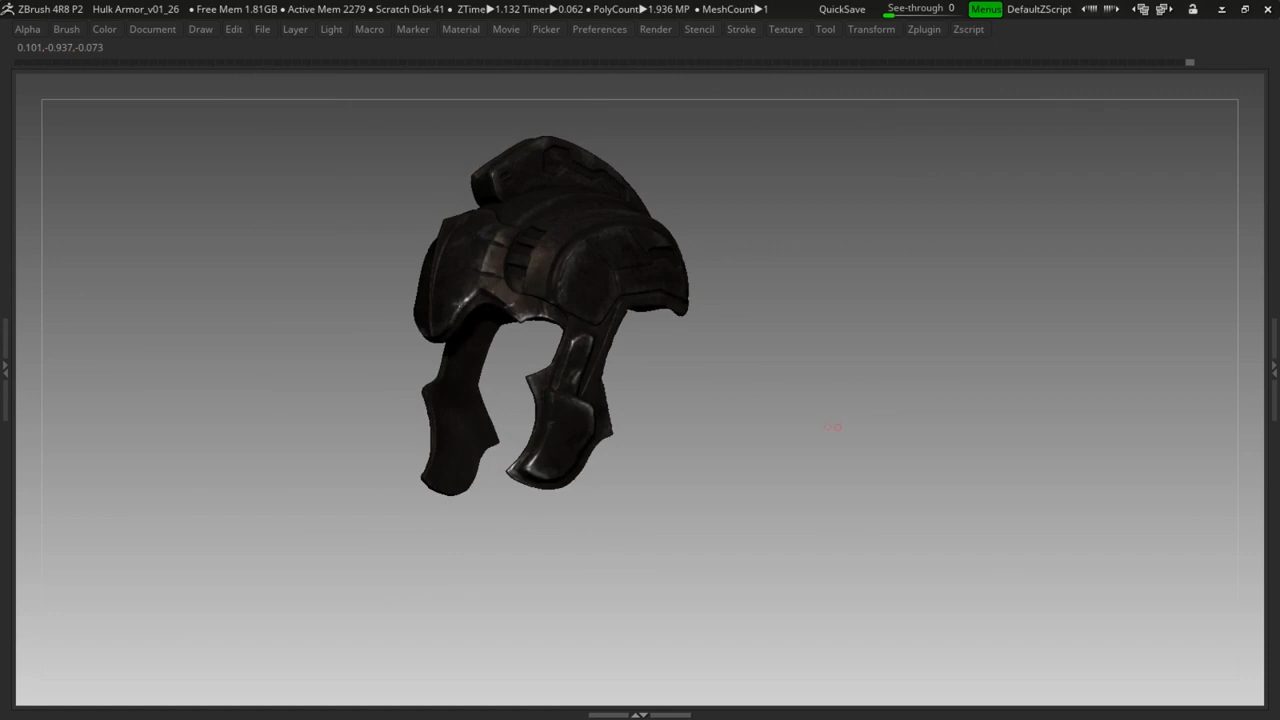 ZBrush 4R8 P2 Hulk Armor_v01_26 ● Free Mem 1.81GB ● Active Mem 2279 ● Scratch Disk 41 ● ZTime▶1.132 Timer▶0.062 ● PolyCount▶1.936 MP ● MeshCount▶1 QuickSave See-through 0 Menus DefaultZScript
Alpha Brush Color Document Draw Edit File Layer Light Macro Marker Material Movie Picker Preferences Render Stencil Stroke Texture Tool Transform Zplugin Zscript
0.101,-0.937,-0.073